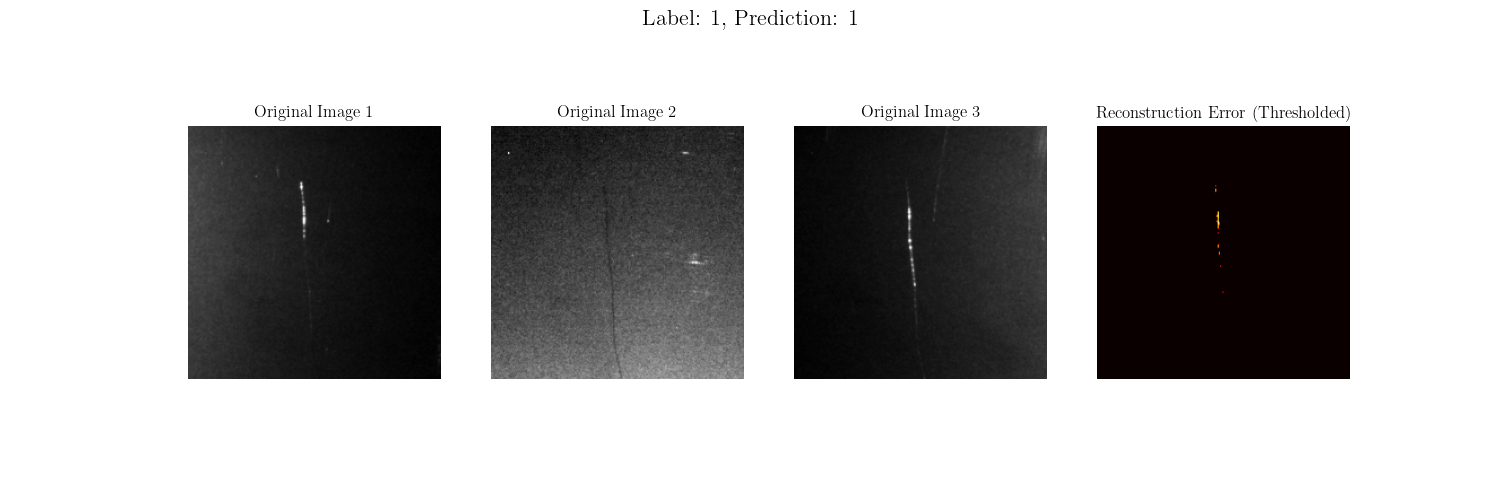 Label: 1, Prediction: 1
Original Image 1
Original Image 2
Original Image 3
Reconstruction Error (Thresholded)